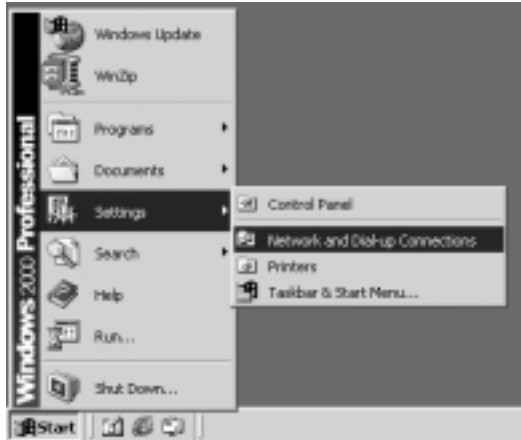 Windows 2000 Professional
Windows Update
WinZip
Programs
Documents
Settings
Search
Help
Run...
Shut Down...
Control Panel
Network and Dial-up Connections
Printers
Taskbar & Start Menu...
Start